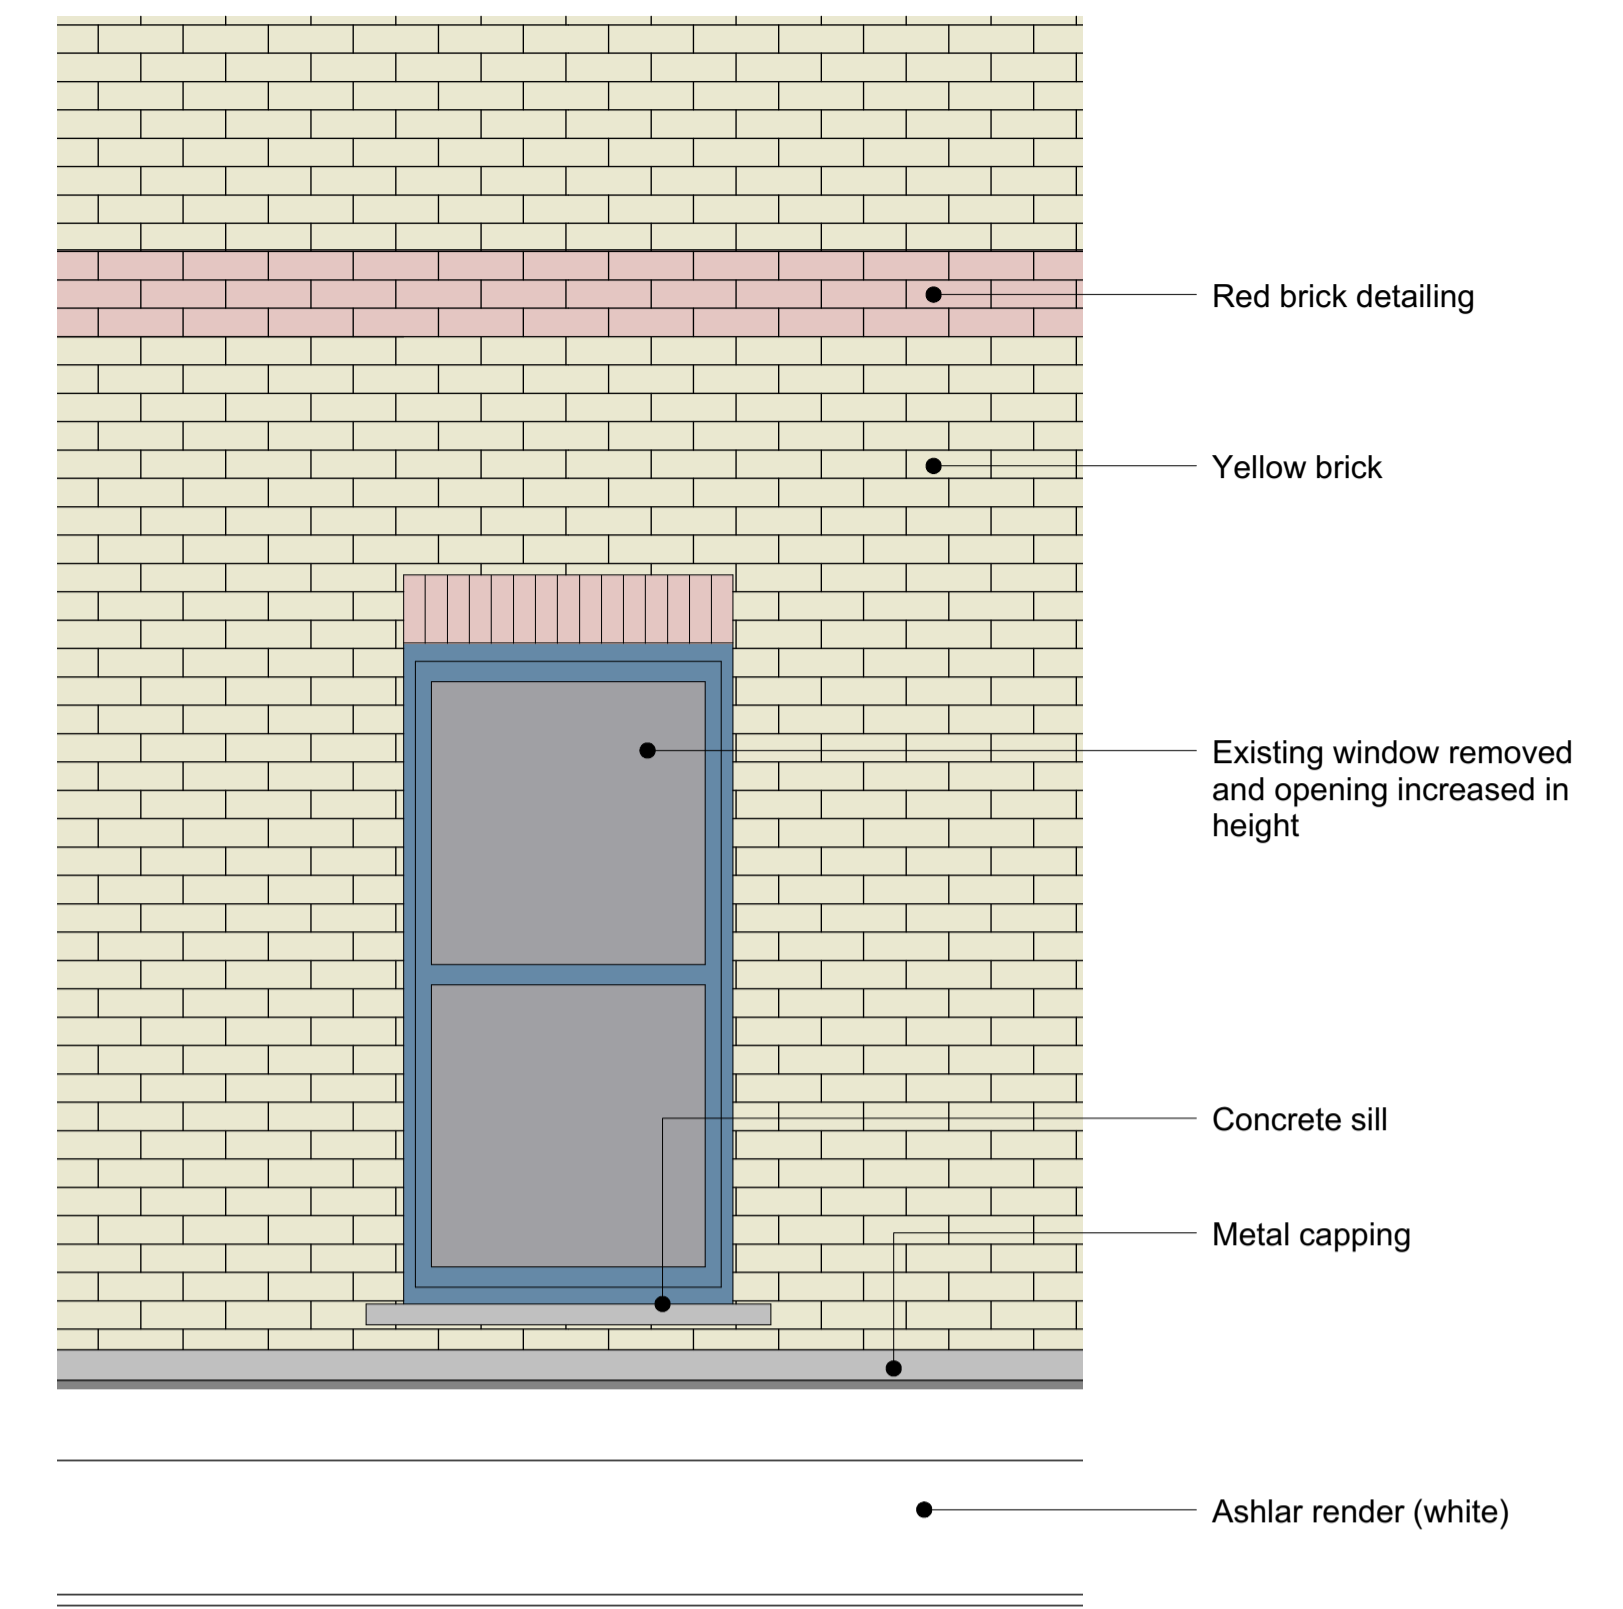 Red brick detailing
Yellow brick
Existing window removed
and opening increased in
height
Concrete sill
Metal capping
Ashlar render (white)